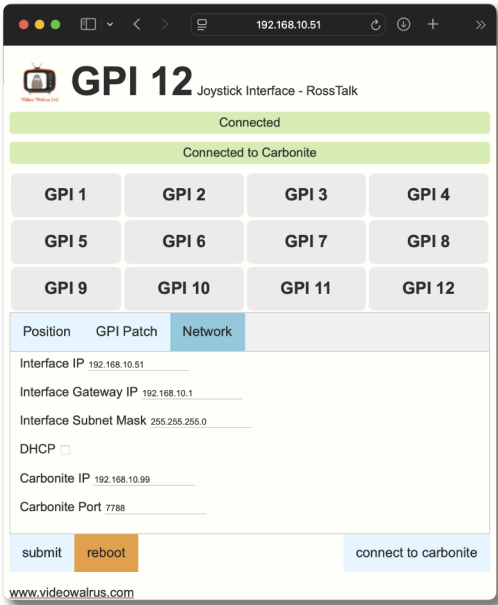 192.168.10.51
GPI 12 Joystick Interface - RossTalk
Video Walrus Ltd
Connected
Connected to Carbonite
GPI 1 GPI 2 GPI 3 GPI 4
GPI 5 GPI 6 GPI 7 GPI 8
GPI 9 GPI 10 GPI 11 GPI 12
Position GPI Patch Network
Interface IP 192.168.10.51
Interface Gateway IP 192.168.10.1
Interface Subnet Mask 255.255.255.0
DHCP
Carbonite IP 192.168.10.99
Carbonite Port 7788
submit reboot connect to carbonite
www.videowalrus.com